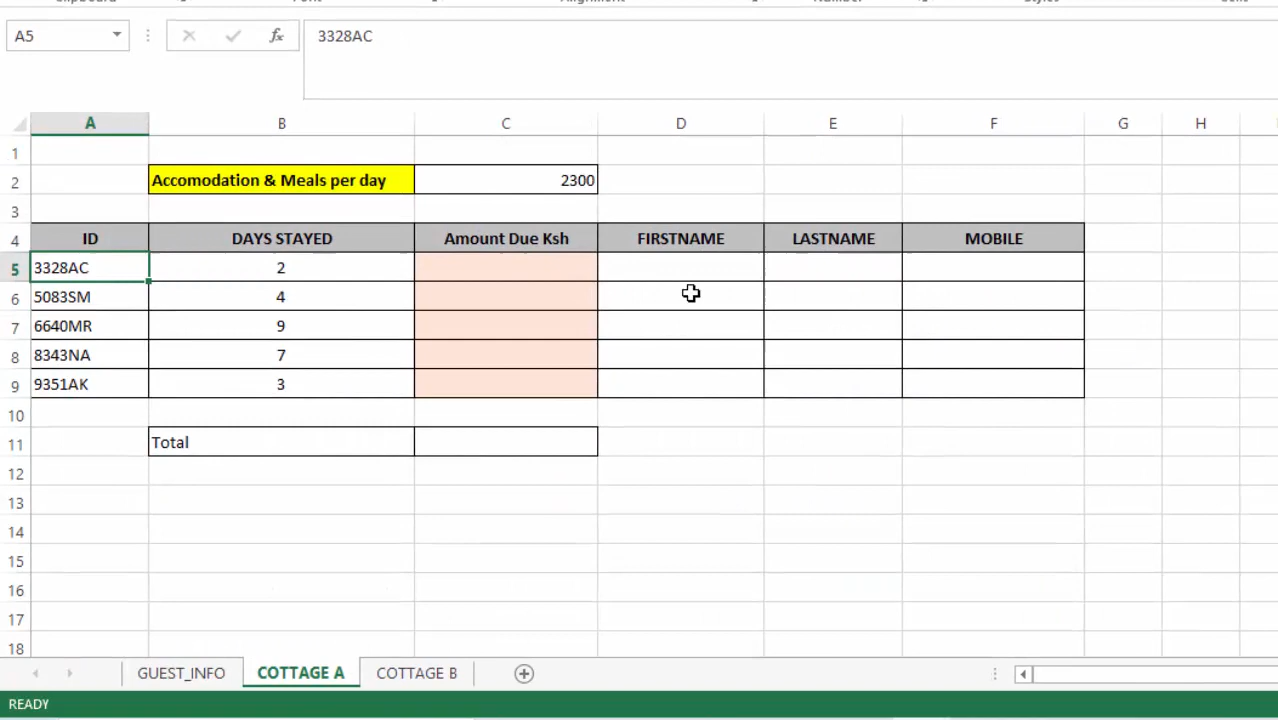 A5
fx
3328AC
A B C D E F G H
1
2 Accomodation & Meals per day 2300
3
4 ID DAYS STAYED Amount Due Ksh FIRSTNAME LASTNAME MOBILE
5 3328AC 2
6 5083SM 4
7 6640MR 9
8 8343NA 7
9 9351AK 3
10
11 Total
12
13
14
15
16
17
18
GUEST_INFO COTTAGE A COTTAGE B
READY